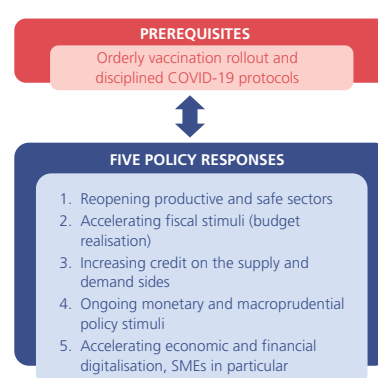 PREREQUISITES
Orderly vaccination rollout and
disciplined COVID-19 protocols
FIVE POLICY RESPONSES
1. Reopening productive and safe sectors
2. Accelerating fiscal stimuli (budget
realisation)
3. Increasing credit on the supply and
demand sides
4. Ongoing monetary and macroprudential
policy stimuli
5. Accelerating economic and financial
digitalisation, SMEs in particular